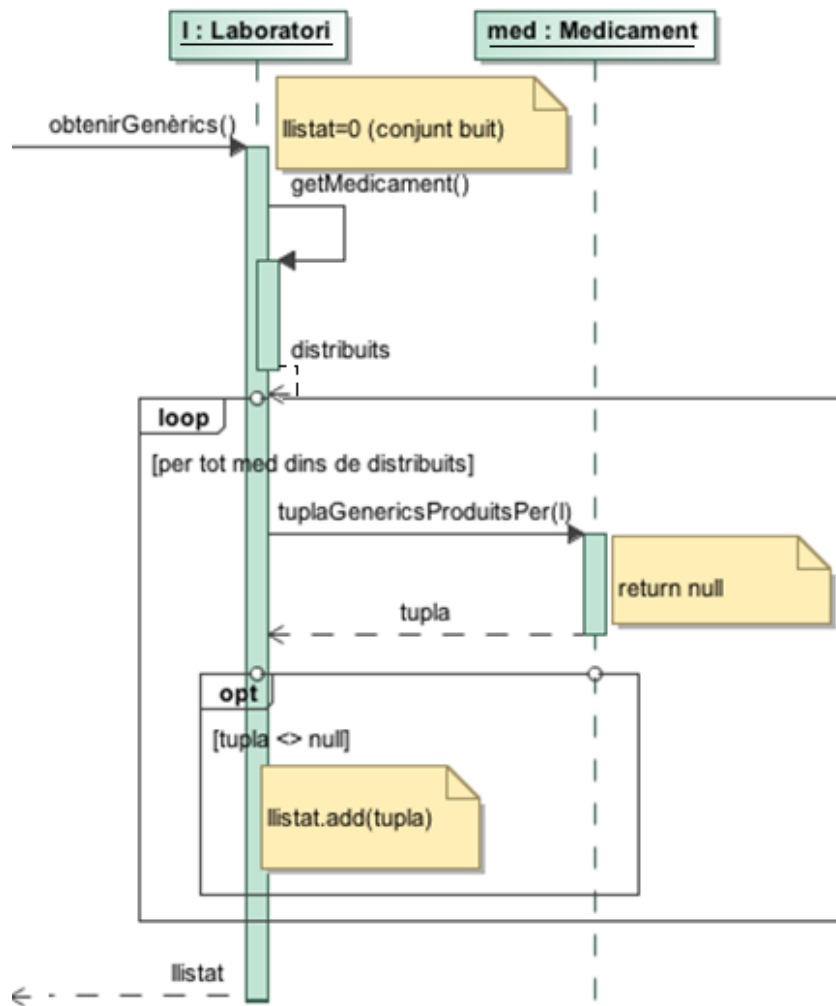 l : Laboratori
med : Medicament
llistat=0 (conjunt buit)
obtenirGenèrics()
getMedicament()
distribuits
loop
[per tot med dins de distribuits]
tuplaGenericsProduitsPer(l)
return null
tupla
opt
[tupla <> null]
llistat.add(tupla)
llistat